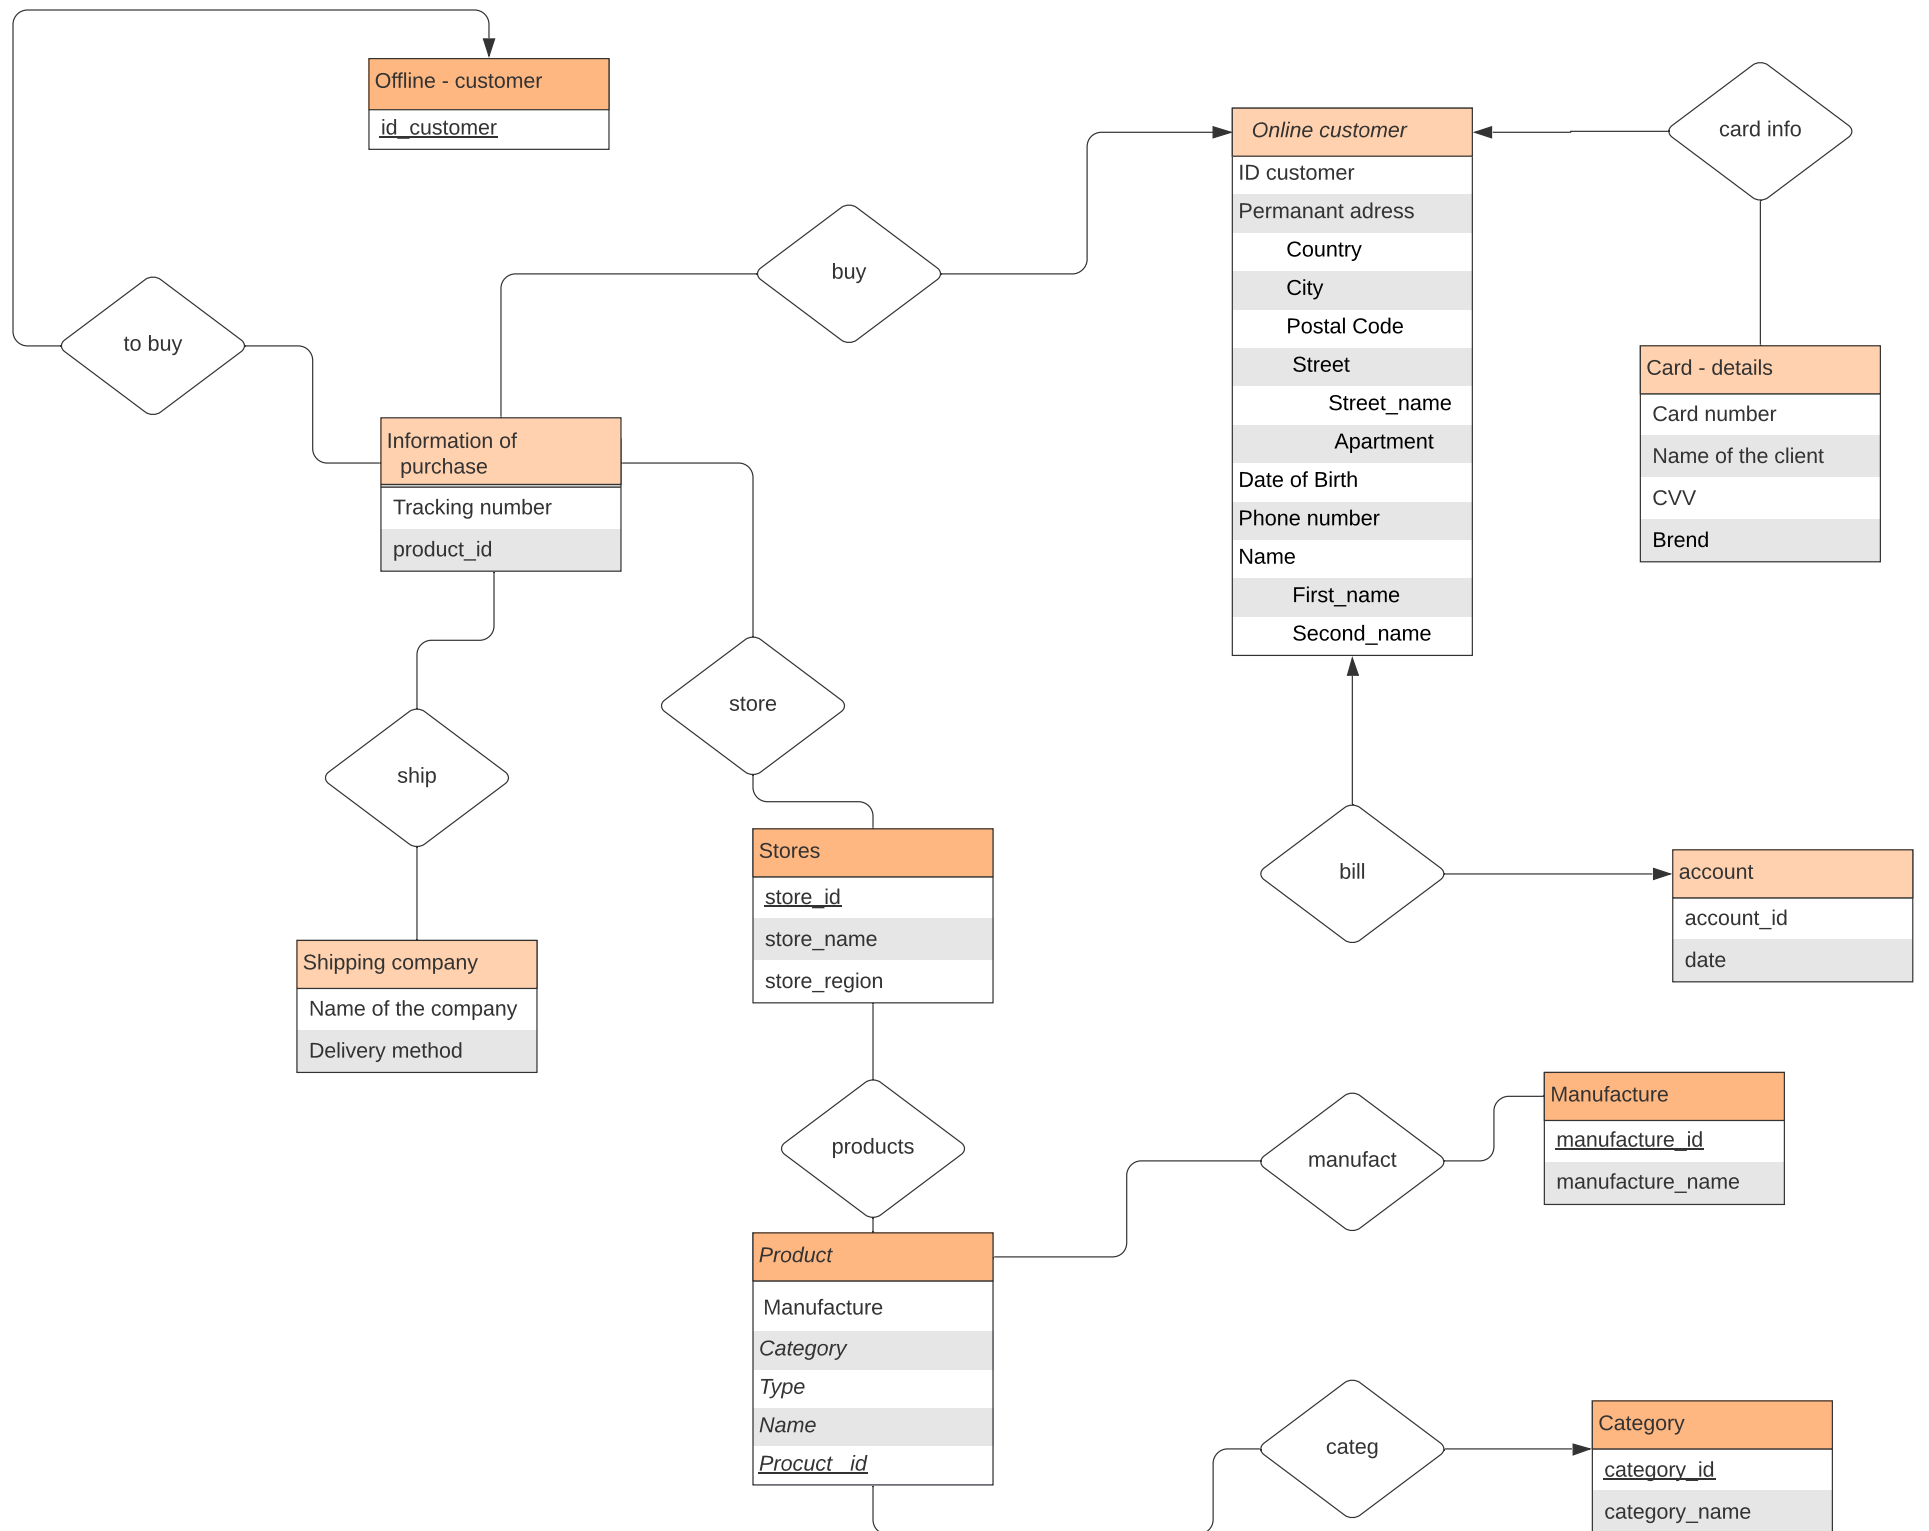 Offline - customer
id_customer
Online customer
ID customer
Permanant adress
Country
City
Postal Code
Street
Street_name
Apartment
Date of Birth
Phone number
Name
First_name
Second_name
card info
Card - details
Card number
Name of the client
CVV
Brend
buy
to buy
Information of
purchase
Tracking number
product_id
ship
store
Shipping company
Name of the company
Delivery method
Stores
store_id
store_name
store_region
bill
account
account_id
date
products
manufact
Manufacture
manufacture_id
manufacture_name
Product
Manufacture
Category
Type
Name
Procuct_id
categ
Category
category_id
category_name